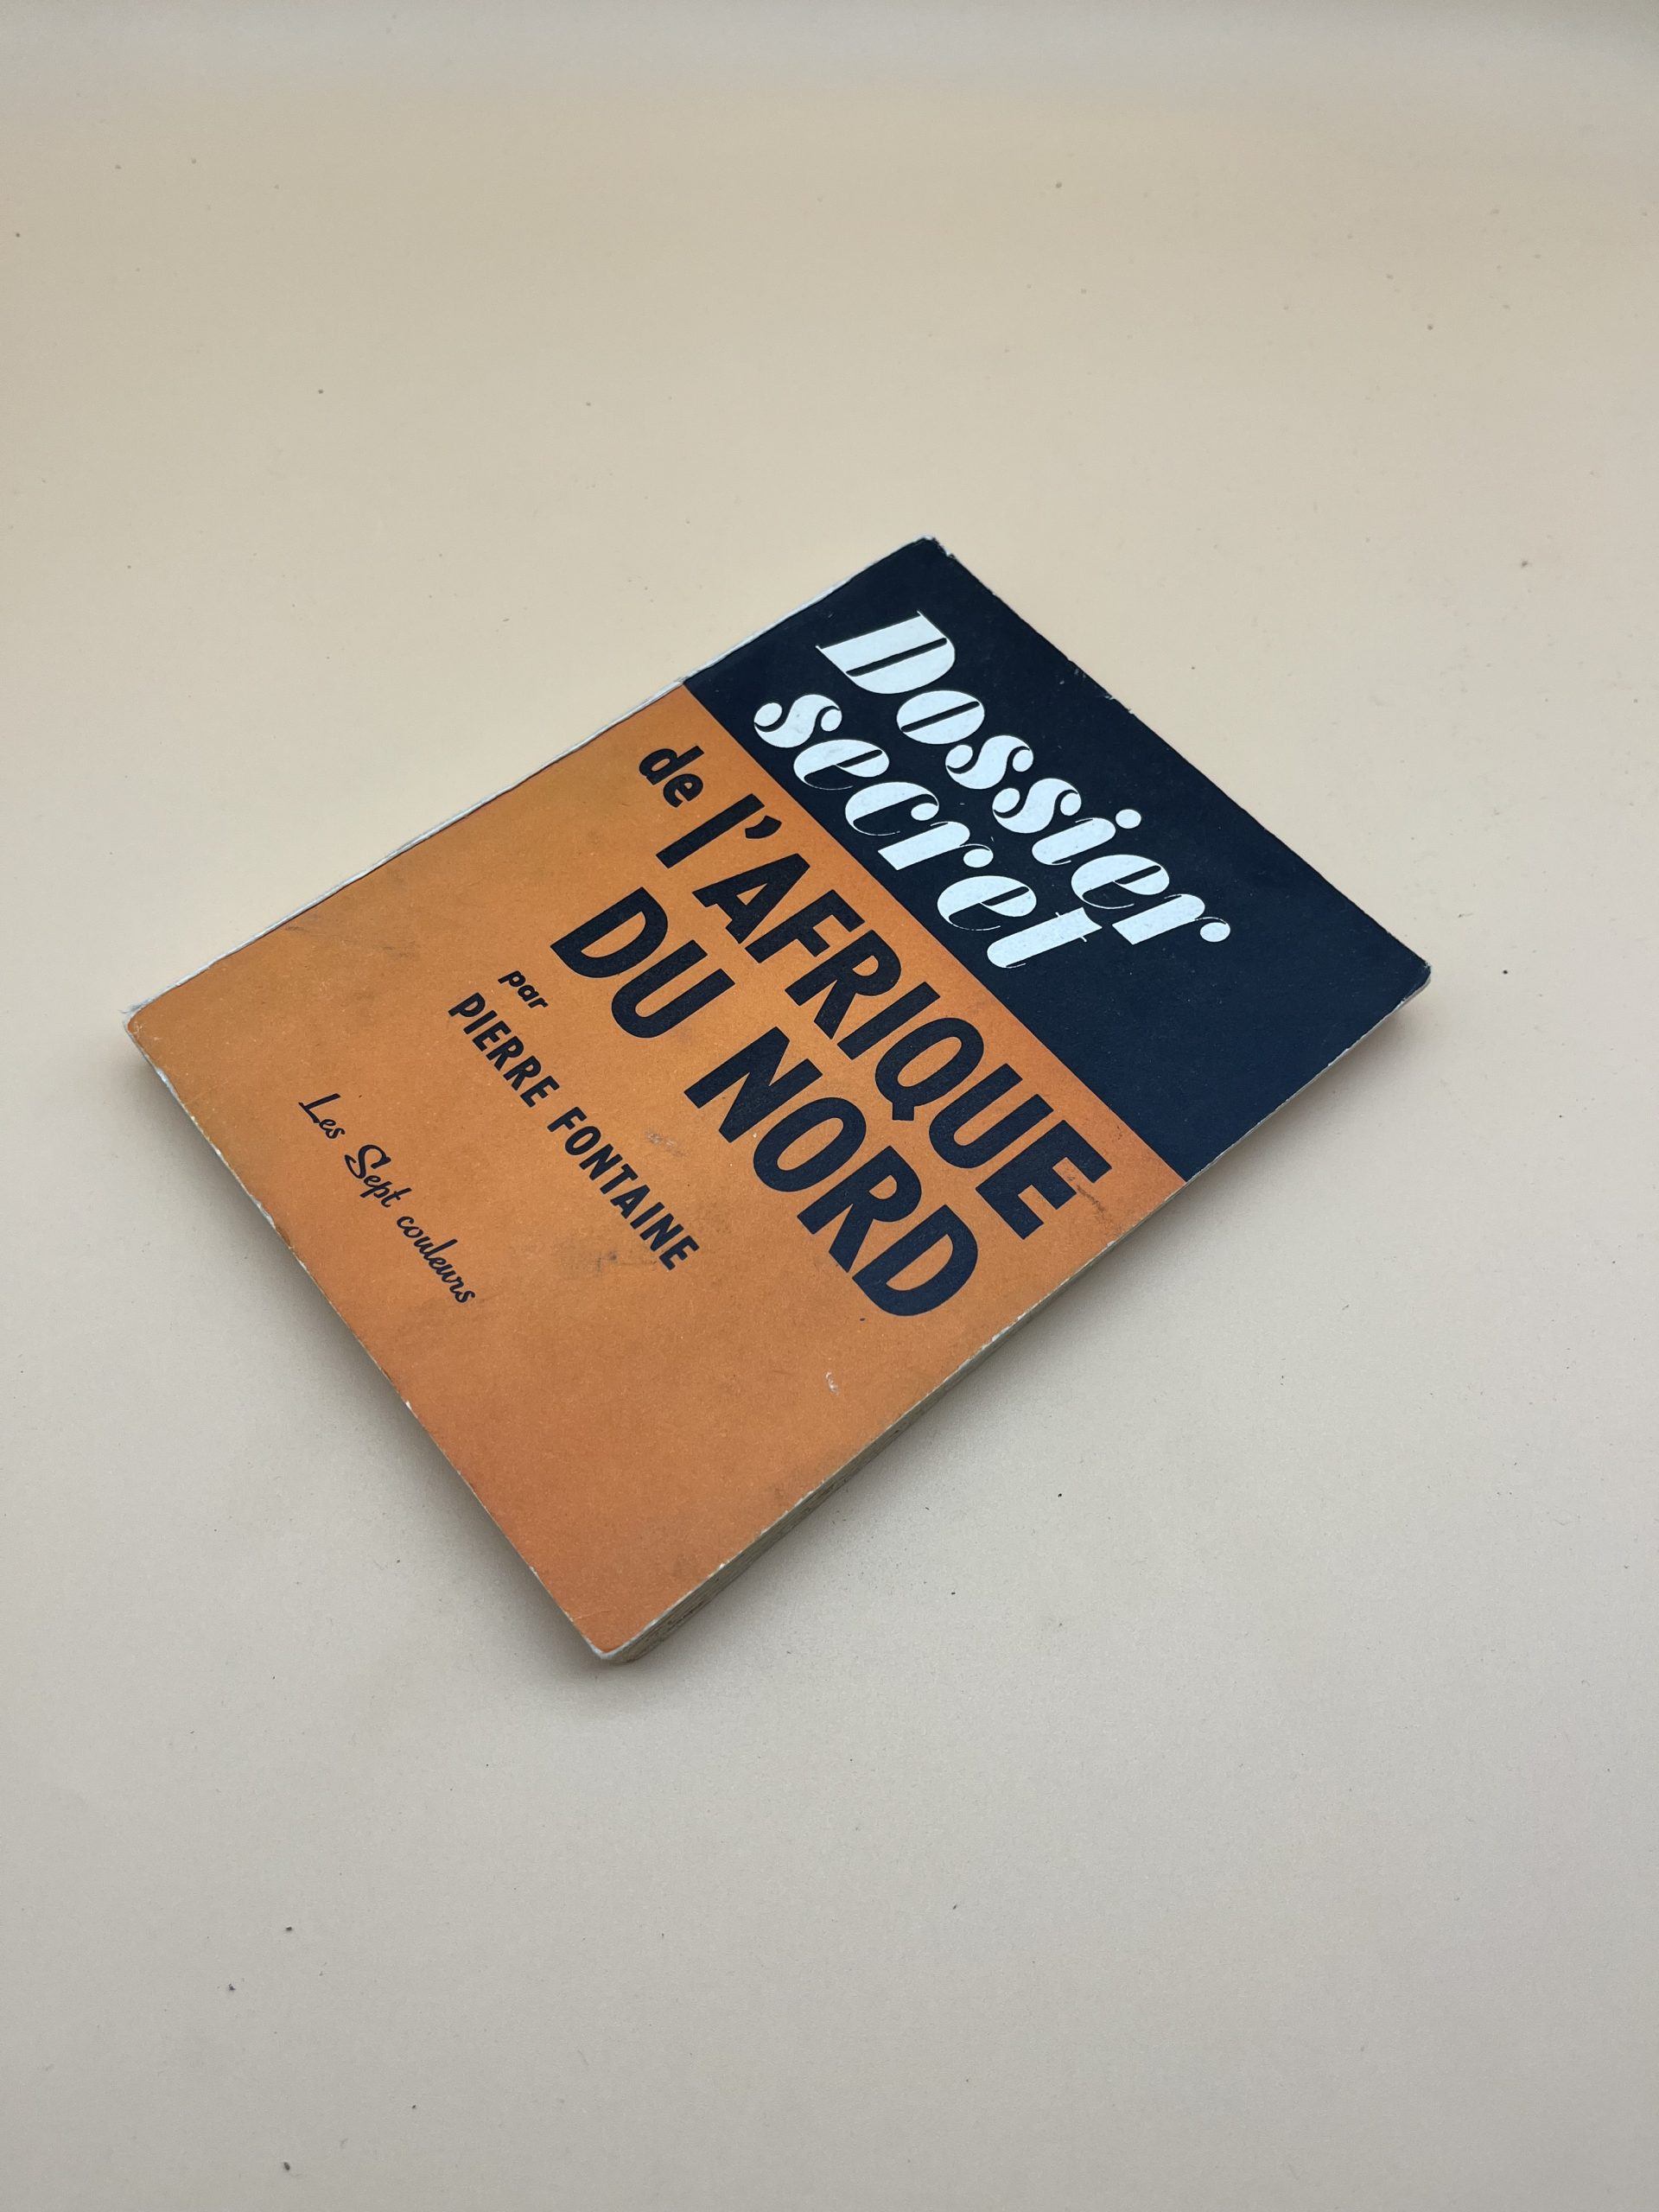 Dossier
secret
de l'AFRIQUE
DU NORD
par
PIERRE FONTAINE
Les Sept couleurs